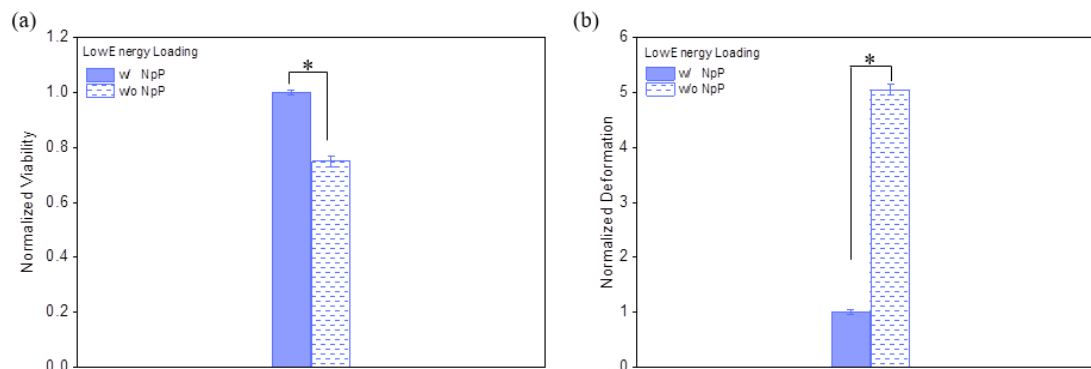 (a)
1.2
1.0
0.8
0.6
0.4
0.2
0.0
Normalized Viability
LowE nergy Loading
w/ NpP
w/o NpP
*
(b)
6
5
4
3
2
1
0
Normalized Deformation
LowE nergy Loading
w/ NpP
w/o NpP
*